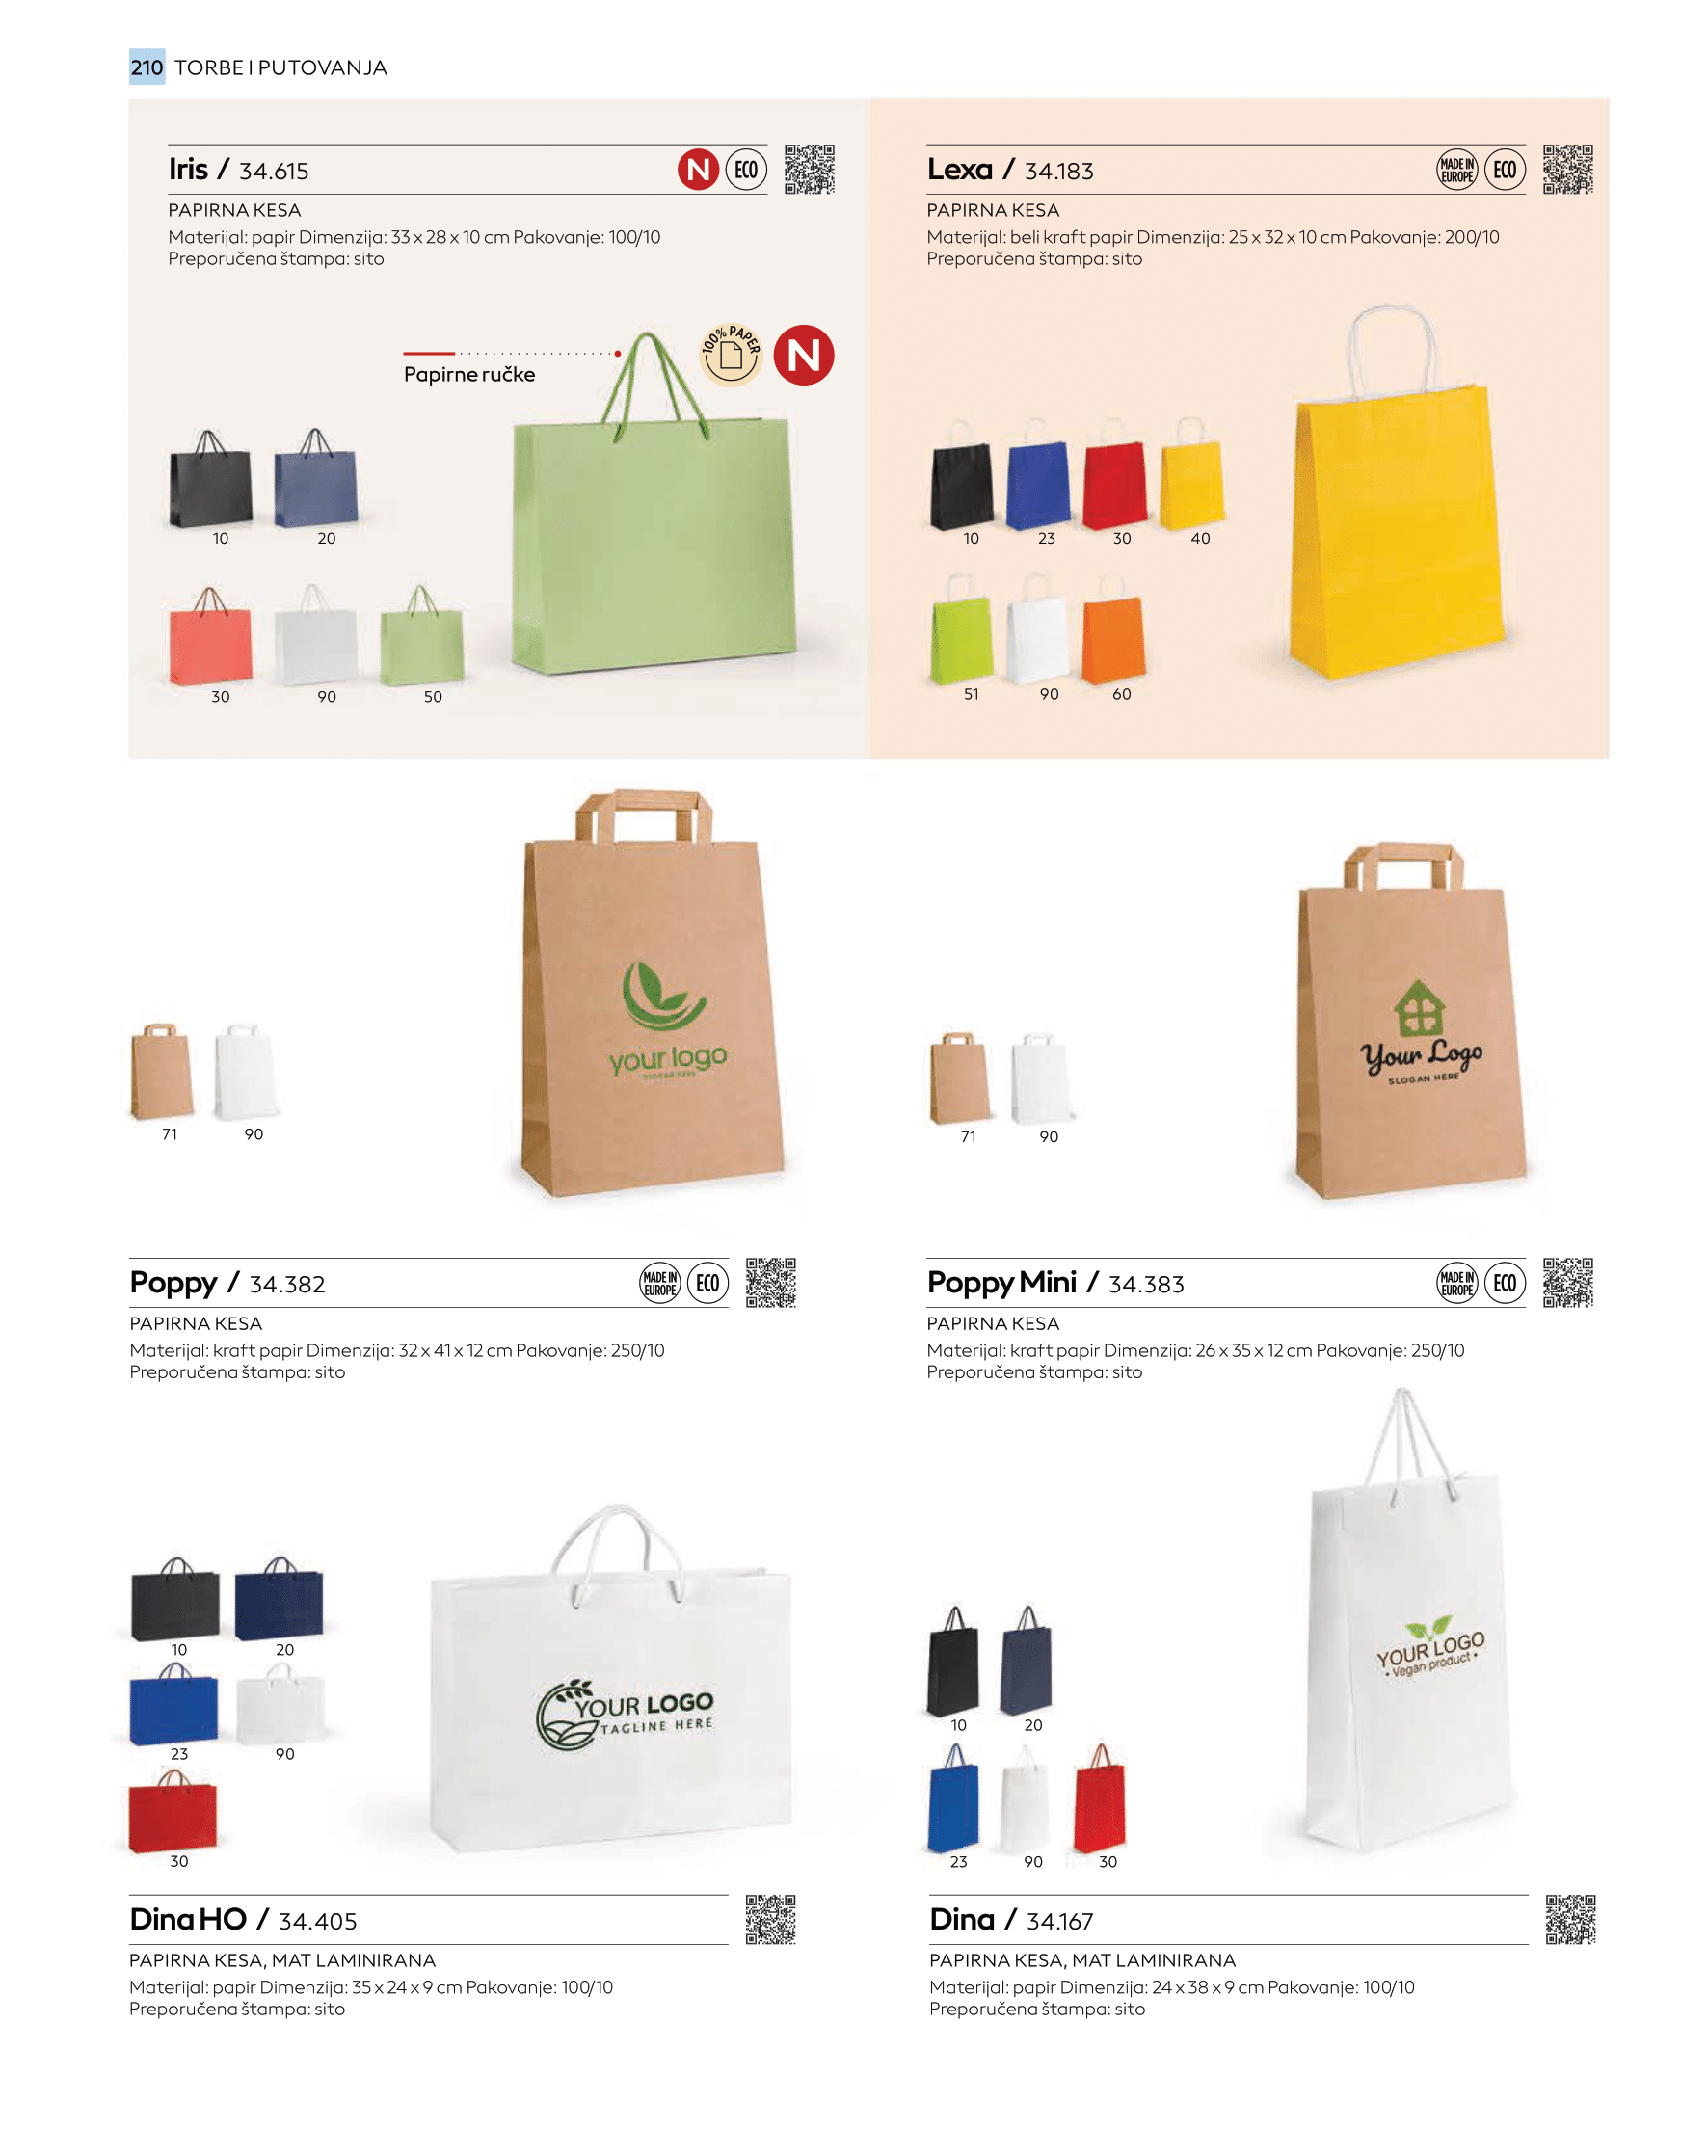 210 TORBE I PUTOVANJA
Iris / 34.615
N
ECO
PAPIRNA KESA
Materijal: papir Dimenzija: 33 x 28 x 10 cm Pakovanje: 100/10
Preporučena štampa: sito
Papirne ručke
100% PAPER
N
10
20
30
90
50
Lexa / 34.183
MADE IN
EUROPE
ECO
PAPIRNA KESA
Materijal: beli kraft papir Dimenzija: 25 x 32 x 10 cm Pakovanje: 200/10
Preporučena štampa: sito
10
23
30
40
51
90
60
your logo
SLOGAN HERE
71
90
Poppy / 34.382
MADE IN
EUROPE
ECO
PAPIRNA KESA
Materijal: kraft papir Dimenzija: 32 x 41 x 12 cm Pakovanje: 250/10
Preporučena štampa: sito
Your Logo
SLOGAN HERE
71
90
Poppy Mini / 34.383
MADE IN
EUROPE
ECO
PAPIRNA KESA
Materijal: kraft papir Dimenzija: 26 x 35 x 12 cm Pakovanje: 250/10
Preporučena štampa: sito
10
20
23
90
30
YOUR LOGO
TAGLINE HERE
Dina HO / 34.405
PAPIRNA KESA, MAT LAMINIRANA
Materijal: papir Dimenzija: 35 x 24 x 9 cm Pakovanje: 100/10
Preporučena štampa: sito
YOUR LOGO
• Vegan product •
10
20
23
90
30
Dina / 34.167
PAPIRNA KESA, MAT LAMINIRANA
Materijal: papir Dimenzija: 24 x 38 x 9 cm Pakovanje: 100/10
Preporučena štampa: sito